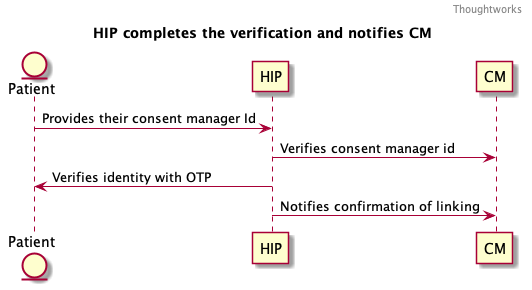 Thoughtworks
HIP completes the verification and notifies CM
Patient HIP CM
Provides their consent manager Id
Verifies consent manager id
Verifies identity with OTP
Notifies confirmation of linking
Patient HIP CM